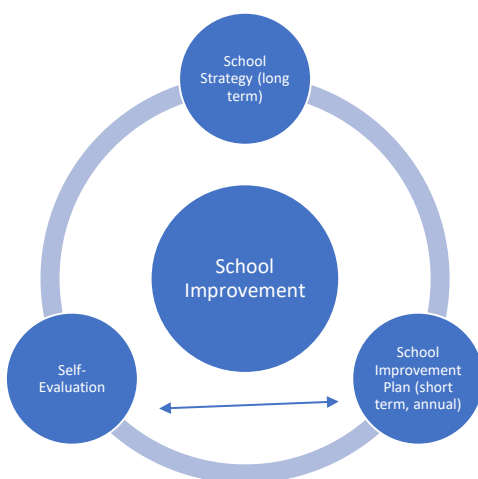 School
Strategy (long
term)
School
Improvement
Self-
Evaluation
School
Improvement
Plan (short
term, annual)